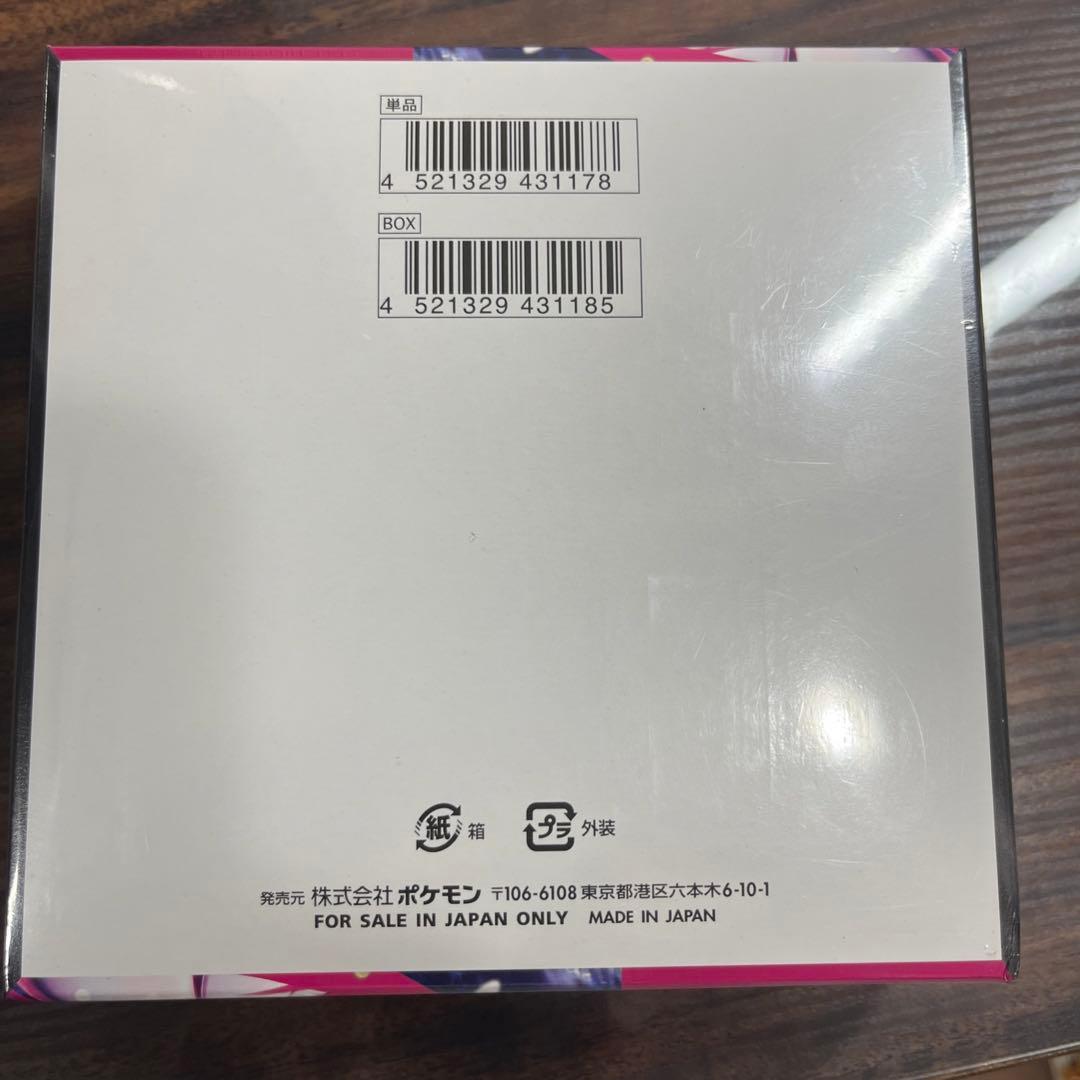 単品
4 521329 431178
BOX
4 521329 431185
紙 箱 プラ 外装
発売元 株式会社 ポケモン 〒106-6108 東京都港区六本木6-10-1
FOR SALE IN JAPAN ONLY MADE IN JAPAN